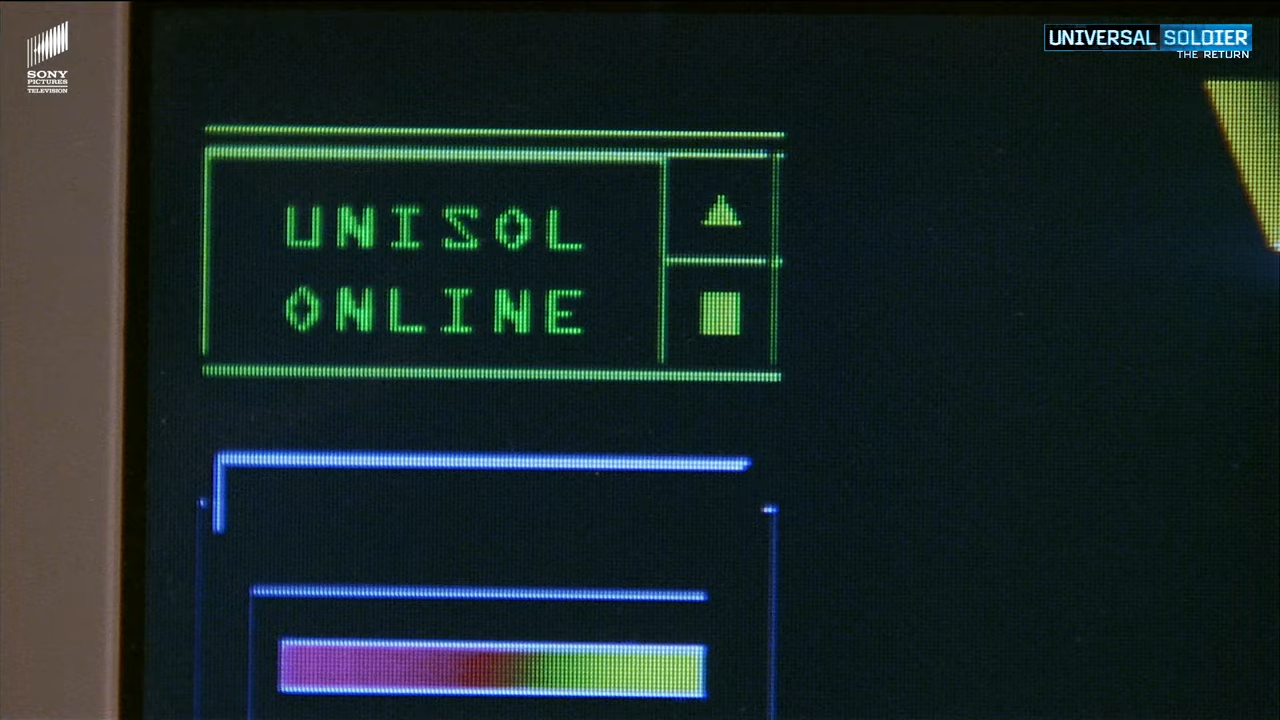 SONY
PICTURES
TELEVISION
UNIVERSAL SOLDIER
THE RETURN
UNISOL
ONLINE